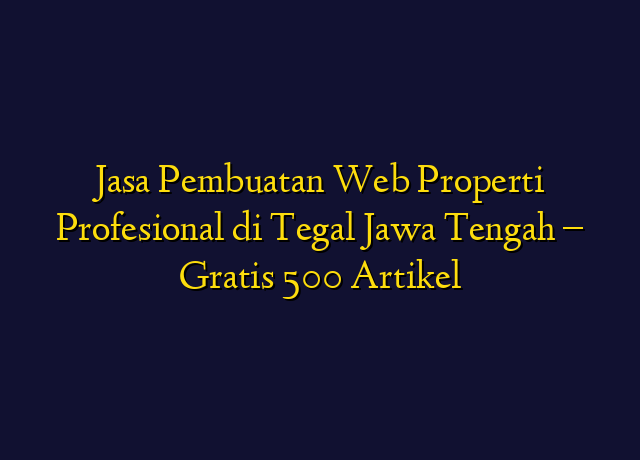 Jasa Pembuatan Web Properti
Profesional di Tegal Jawa Tengah –
Gratis 500 Artikel